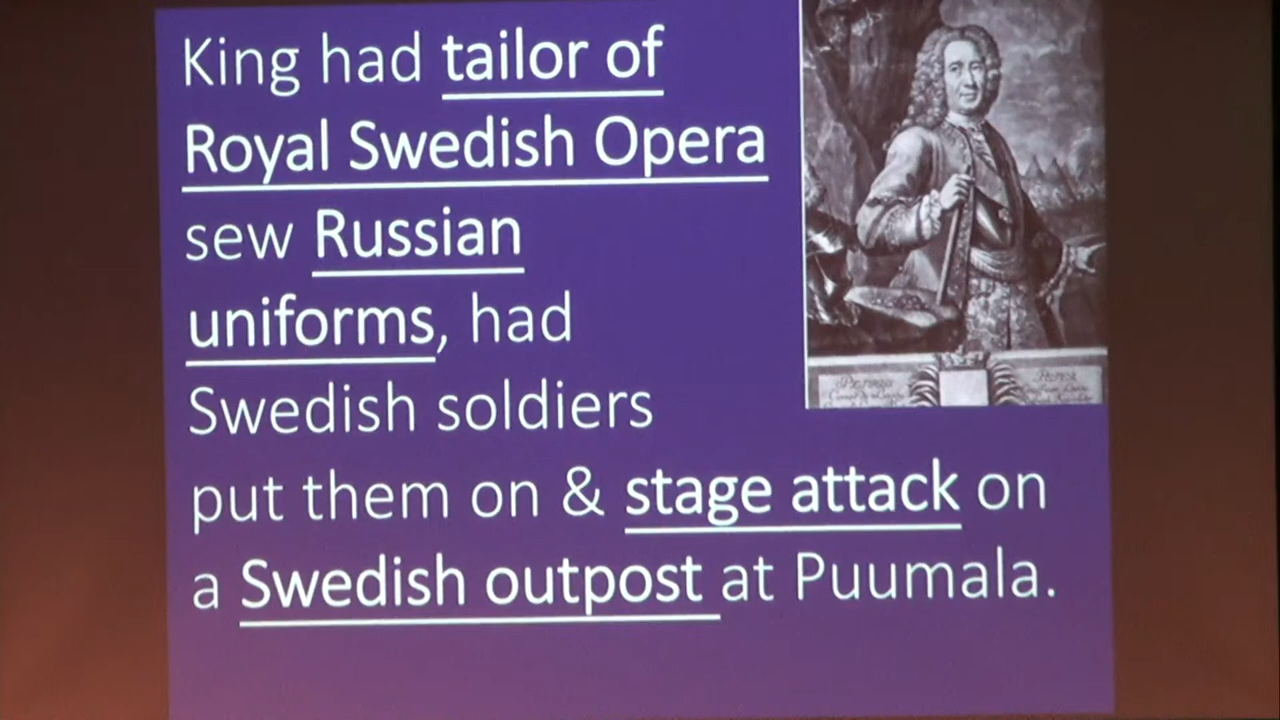 King had tailor of
Royal Swedish Opera
sew Russian
uniforms, had
Swedish soldiers
put them on & stage attack on
a Swedish outpost at Puumala.